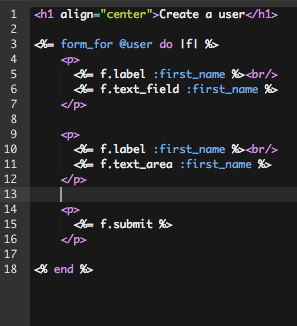 1 <h1 align="center">Create a user</h1>
2
3 <%= form_for @user do |f| %>
4 <p>
5 <%= f.label :first_name %><br/>
6 <%= f.text_field :first_name %>
7 </p>
8
9 <p>
10 <%= f.label :first_name %><br/>
11 <%= f.text_area :first_name %>
12 </p>
13
14 <p>
15 <%= f.submit %>
16 </p>
17
18 <% end %>